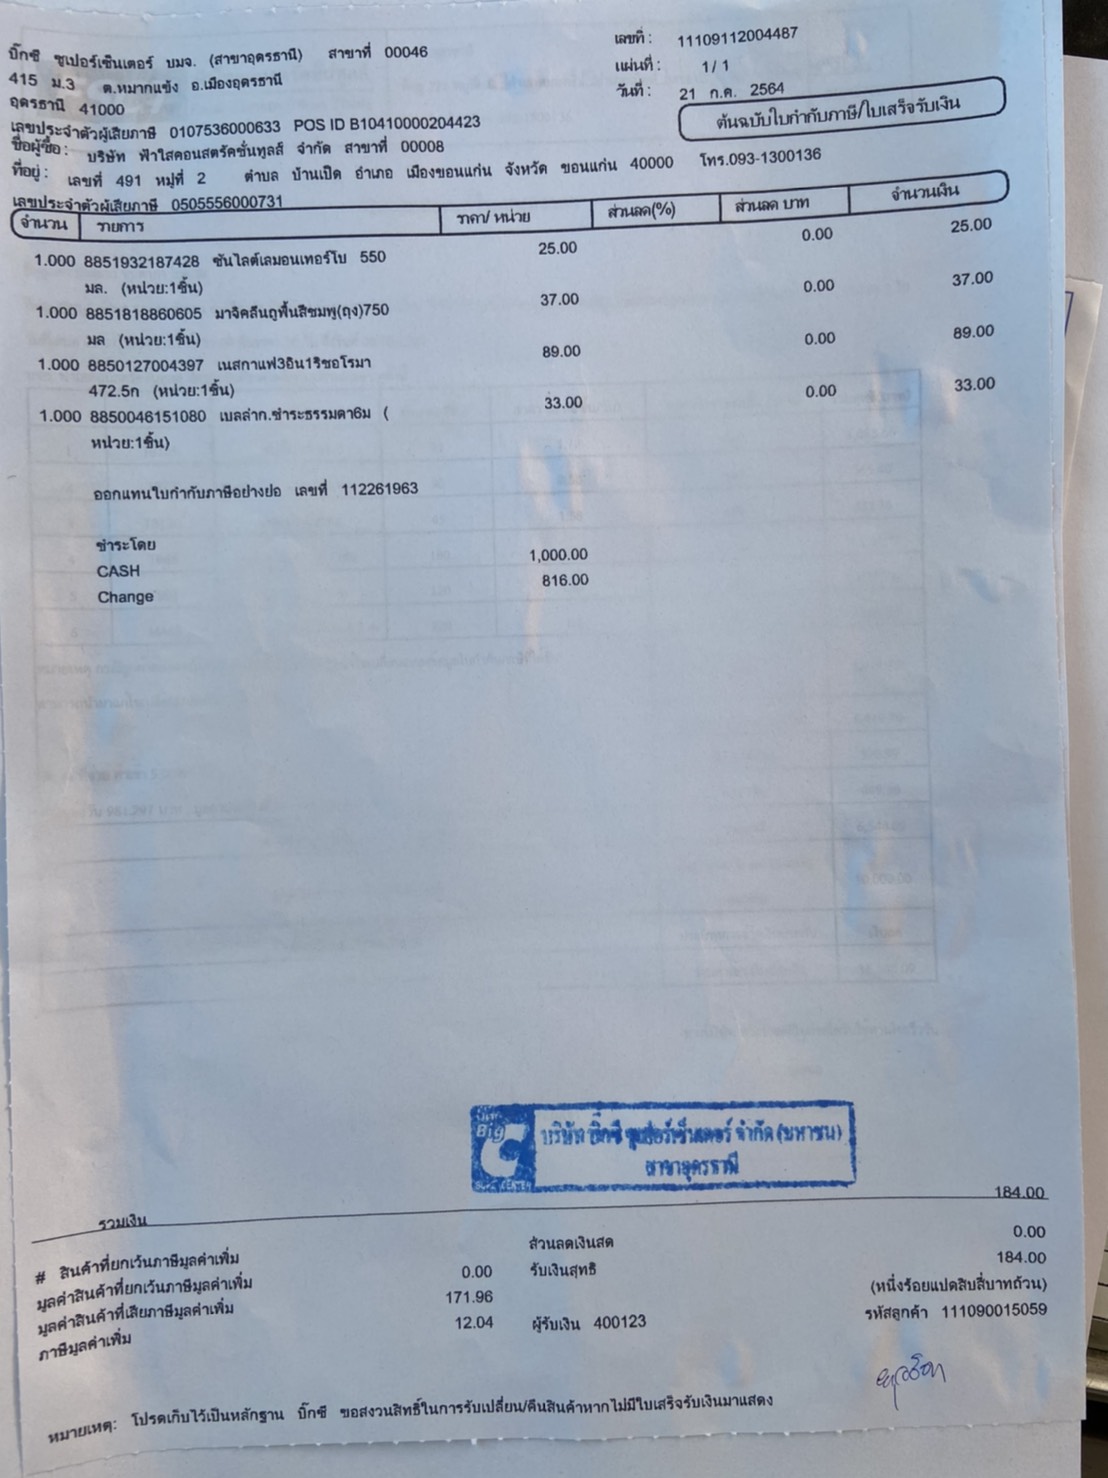 บิ๊กซี ซูเปอร์เซ็นเตอร์ บมจ. (สาขาอุดรธานี) สาขาที่ 00046
415 ม.3 ต.หมากแข้ง อ.เมืองอุดรธานี
อุดรธานี 41000
เลขที่ : 11109112004487
แผ่นที่ : 1/ 1
วันที่ : 21 ก.ค. 2564
ต้นฉบับใบกำกับภาษี/ใบเสร็จรับเงิน
เลขประจำตัวผู้เสียภาษี 0107536000633 POS ID B10410000204423
ชื่อผู้ซื้อ : บริษัท ฟ้าใสคอนสตรัคชั่นทูลส์ จำกัด สาขาที่ 00008
ที่อยู่ : เลขที่ 491 หมู่ที่ 2 ตำบล บ้านเป็ด อำเภอ เมืองขอนแก่น จังหวัด ขอนแก่น 40000 โทร.093-1300136
เลขประจำตัวผู้เสียภาษี 0505556000731
จำนวน รายการ ราคา/ หน่วย ส่วนลด(%) ส่วนลด บาท จำนวนเงิน
1.000 8851932187428 ซันไลต์เลมอนเทอร์โบ 550 25.00 0.00 25.00
มล. (หน่วย:1ชิ้น)
1.000 8851818860605 มาจิคลีนถูพื้นสีชมพู(ถุง)750 37.00 0.00 37.00
มล (หน่วย:1ชิ้น)
1.000 8850127004397 เนสกาแฟ3อิน1ริชอโรมา 89.00 0.00 89.00
472.5ก (หน่วย:1ชิ้น)
1.000 8850046151080 เบลล่าก.ชำระธรรมดา6ม ( 33.00 0.00 33.00
หน่วย:1ชิ้น)
ออกแทนใบกำกับภาษีอย่างย่อ เลขที่ 112261963
ชำระโดย
CASH 1,000.00
Change 816.00
Big C
บริษัท บิ๊กซี ซูเปอร์เซ็นเตอร์ จำกัด (มหาชน)
สาขาอุดรธานี
รวมเงิน 184.00
# สินค้าที่ยกเว้นภาษีมูลค่าเพิ่ม ส่วนลดเงินสด 0.00
มูลค่าสินค้าที่ยกเว้นภาษีมูลค่าเพิ่ม 0.00 รับเงินสุทธิ 184.00
มูลค่าสินค้าที่เสียภาษีมูลค่าเพิ่ม 171.96 (หนึ่งร้อยแปดสิบสี่บาทถ้วน)
ภาษีมูลค่าเพิ่ม 12.04 ผู้รับเงิน 400123 รหัสลูกค้า 111090015059
หมายเหตุ: โปรดเก็บไว้เป็นหลักฐาน บิ๊กซี ขอสงวนสิทธิ์ในการรับเปลี่ยน/คืนสินค้าหากไม่มีใบเสร็จรับเงินมาแสดง